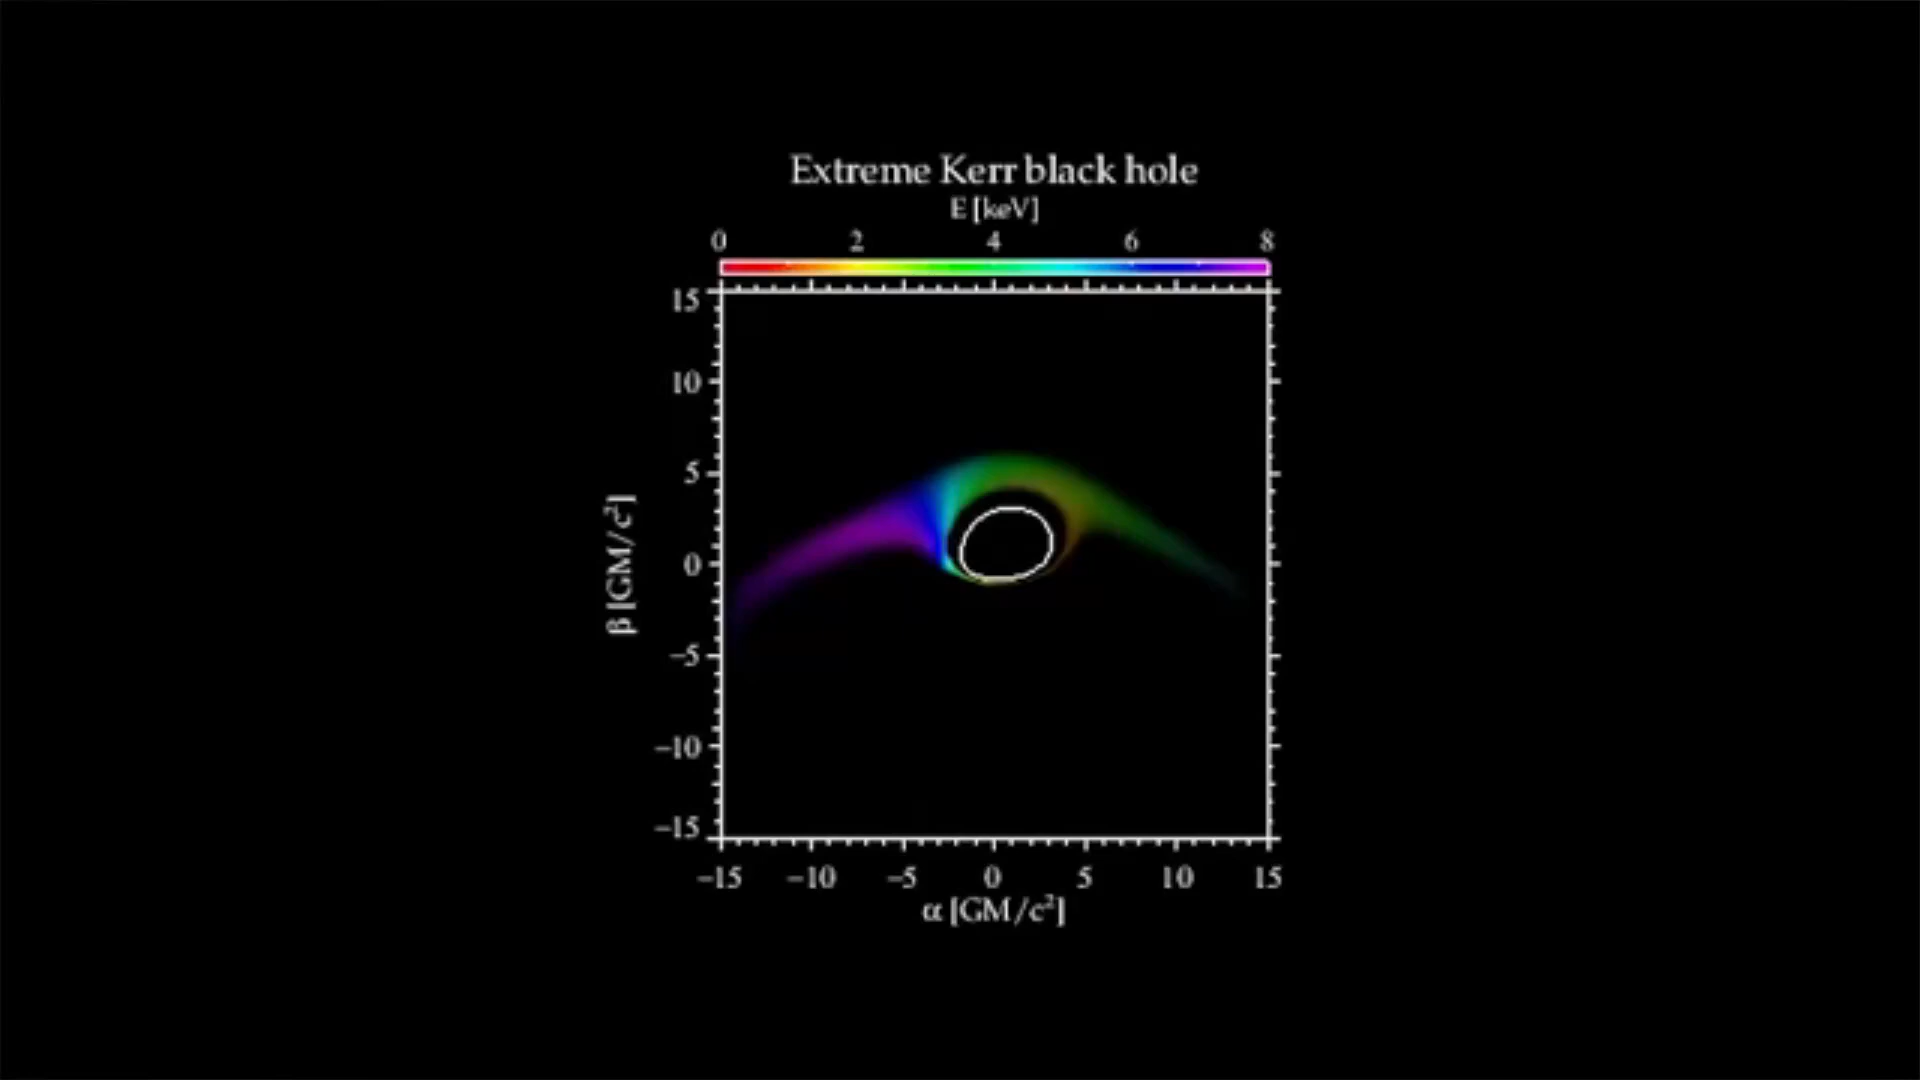 Extreme Kerr black hole
E [keV]
0 2 4 6 8
15
10
5
0
−5
−10
−15
β [GM/c²]
−15 −10 −5 0 5 10 15
α [GM/c²]